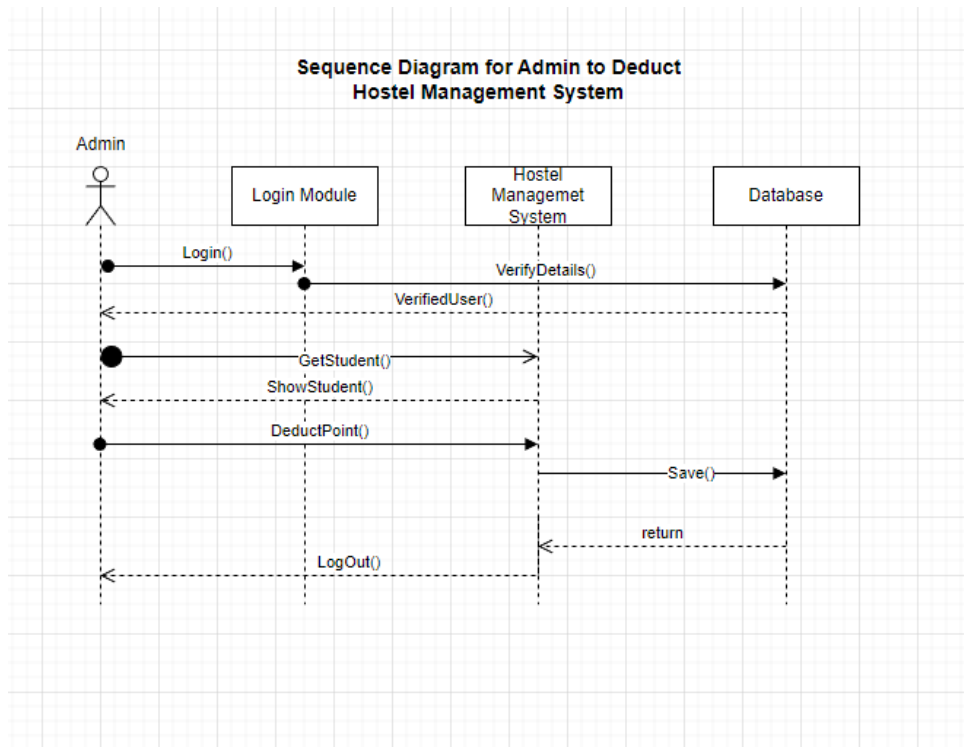 Sequence Diagram for Admin to Deduct
Hostel Management System
Admin
Login Module
Hostel
Managemet
System
Database
Login()
VerifyDetails()
VerifiedUser()
GetStudent()
ShowStudent()
DeductPoint()
Save()
return
LogOut()